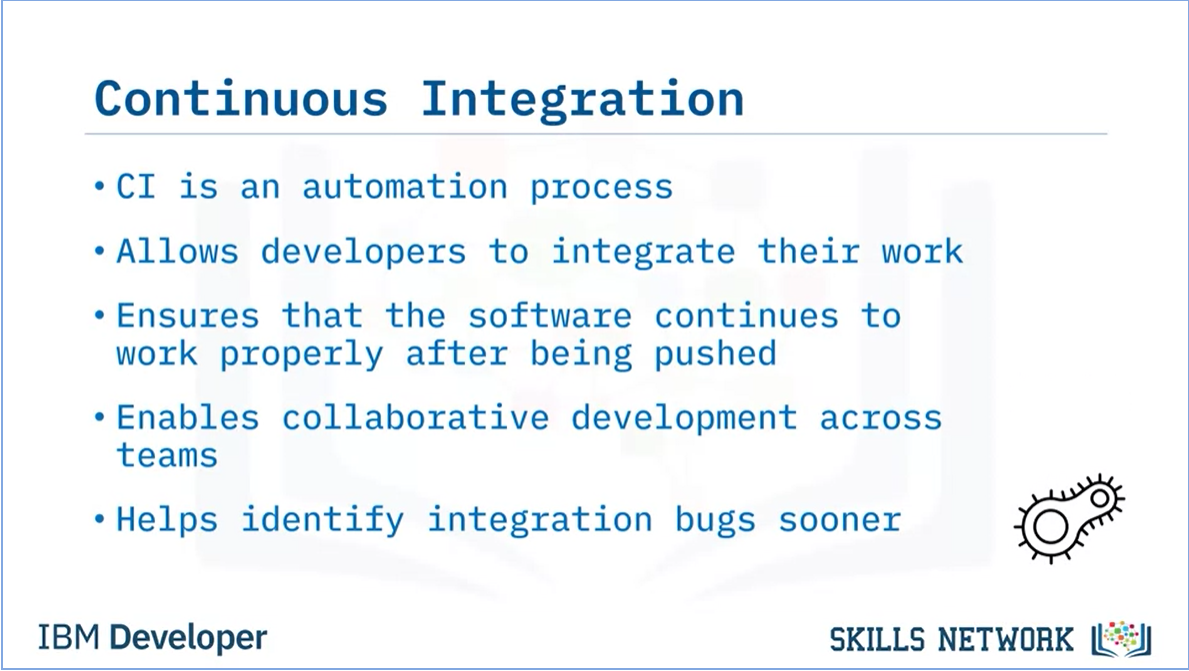 Continuous Integration
• CI is an automation process
• Allows developers to integrate their work
• Ensures that the software continues to
work properly after being pushed
• Enables collaborative development across
teams
• Helps identify integration bugs sooner
IBM Developer
SKILLS NETWORK